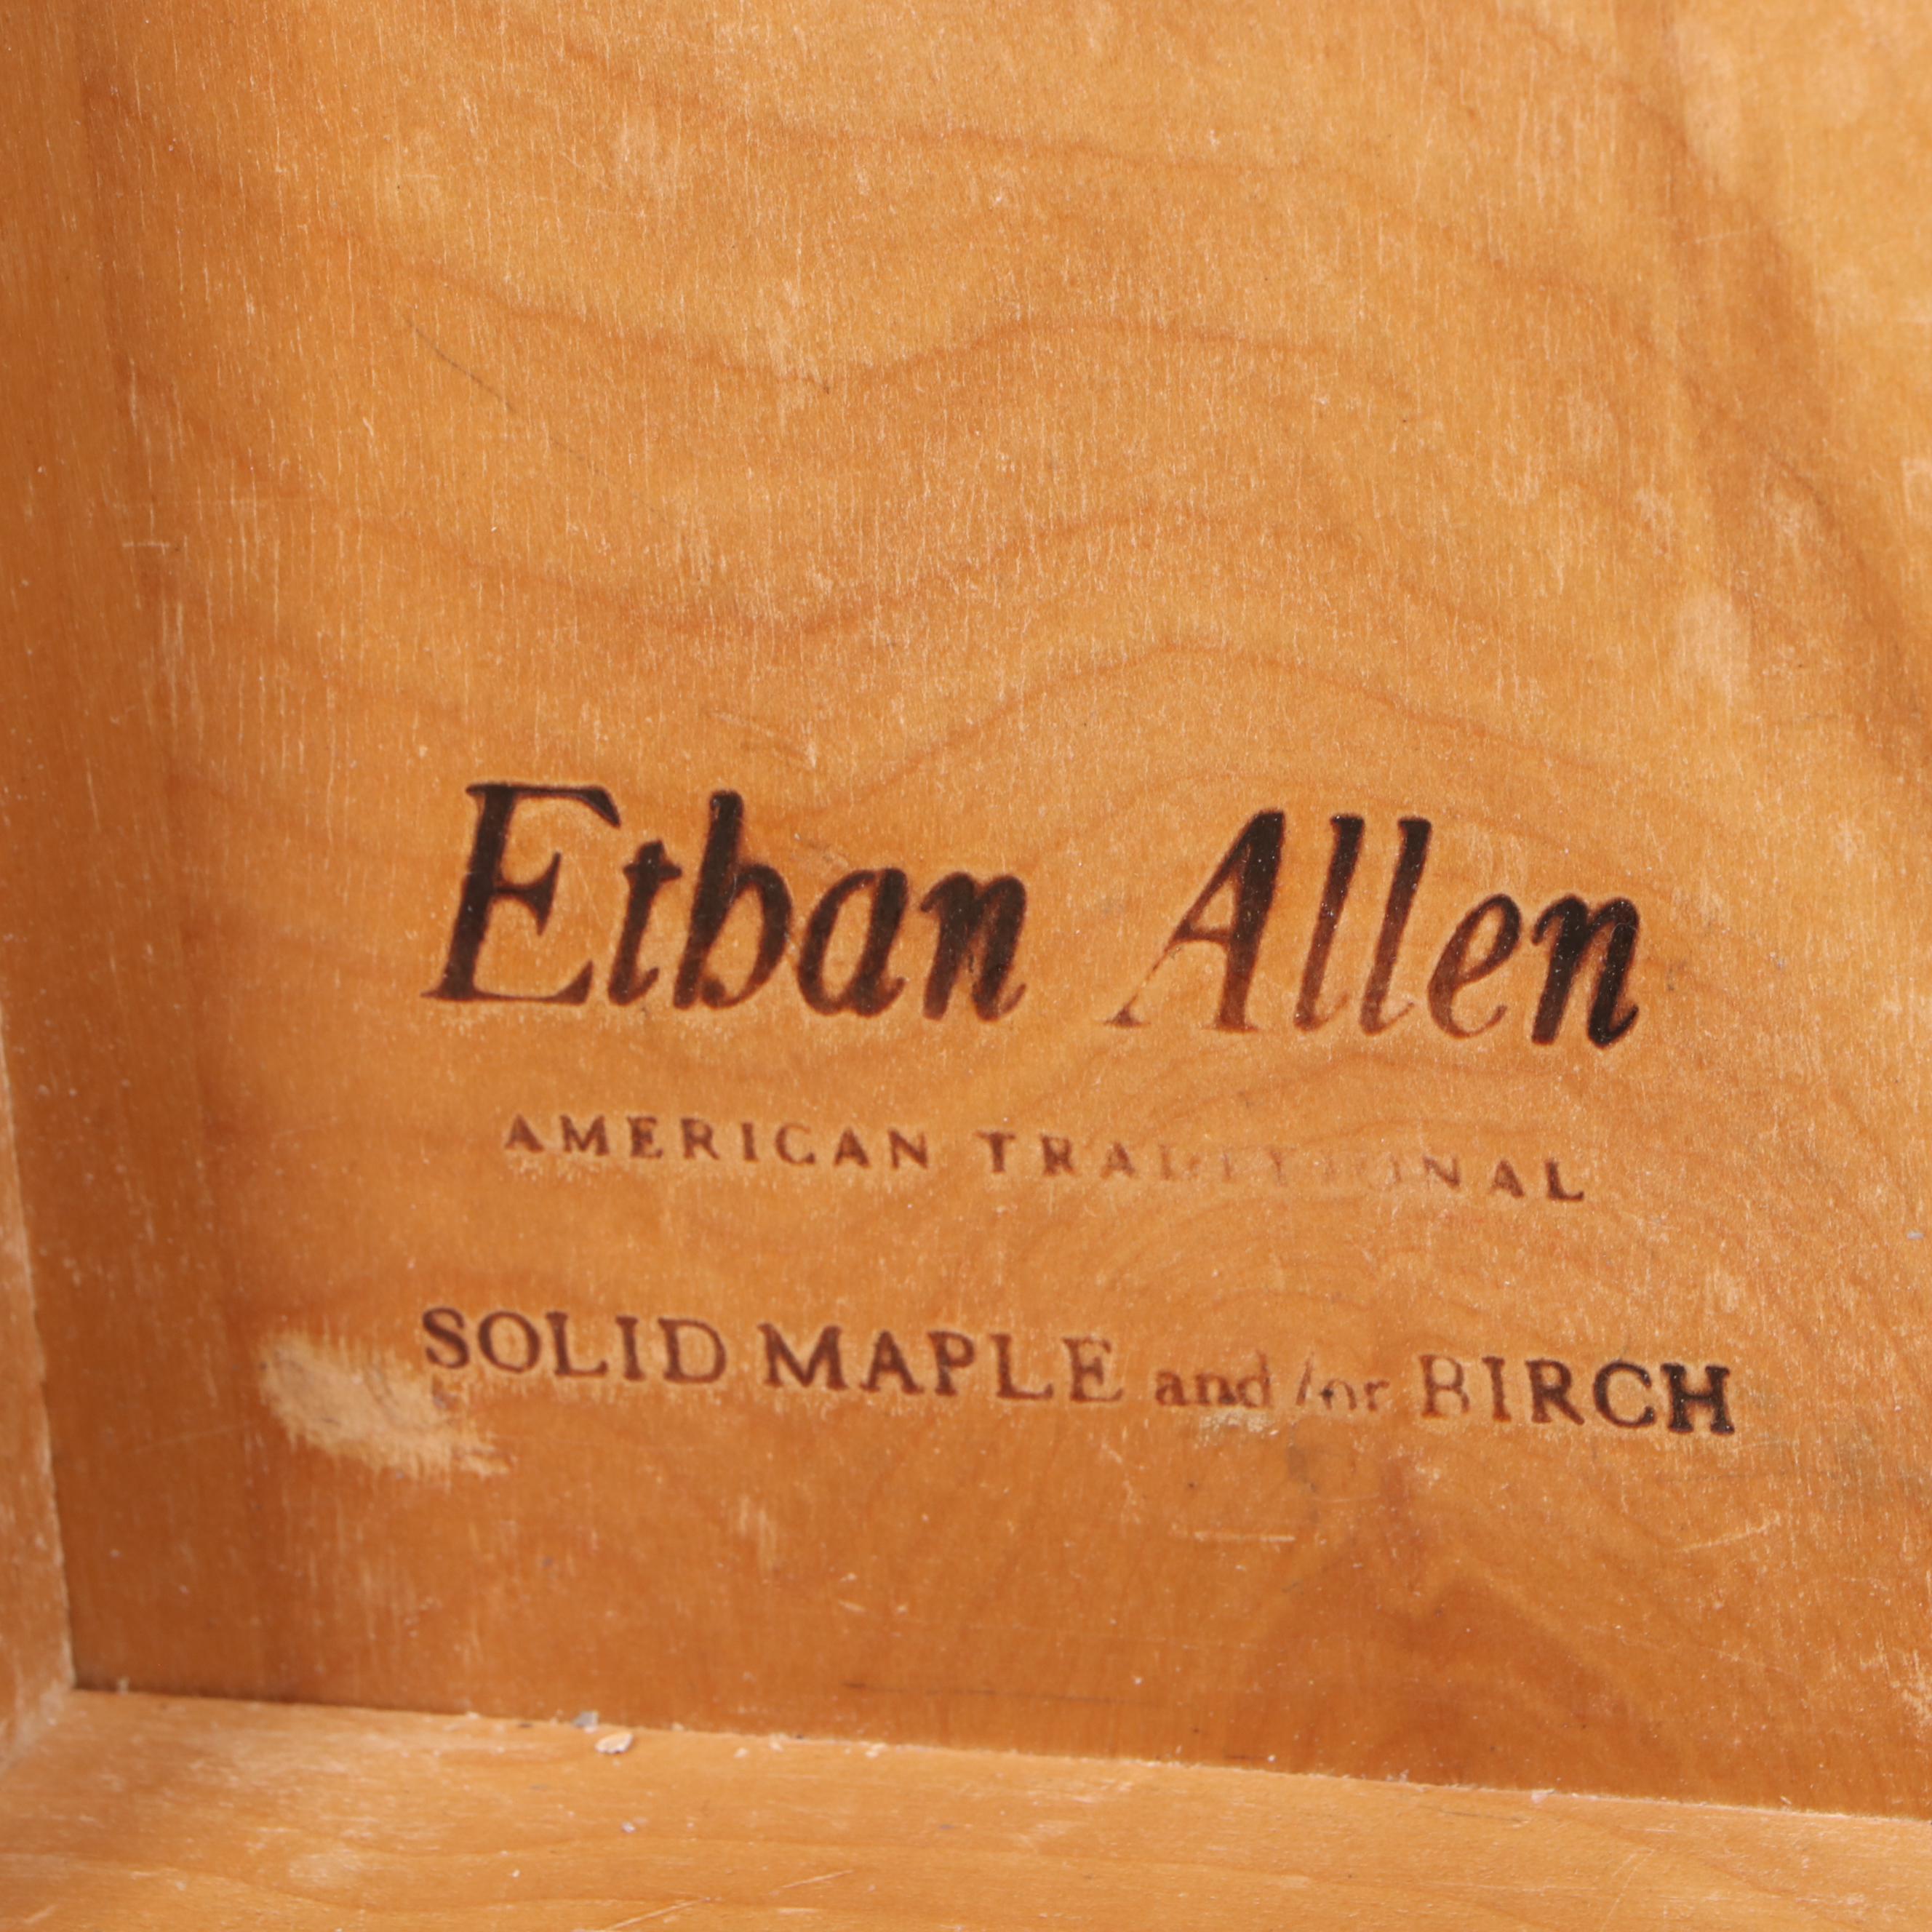 Ethan Allen
AMERICAN TRADITIONAL
SOLID MAPLE and/or BIRCH